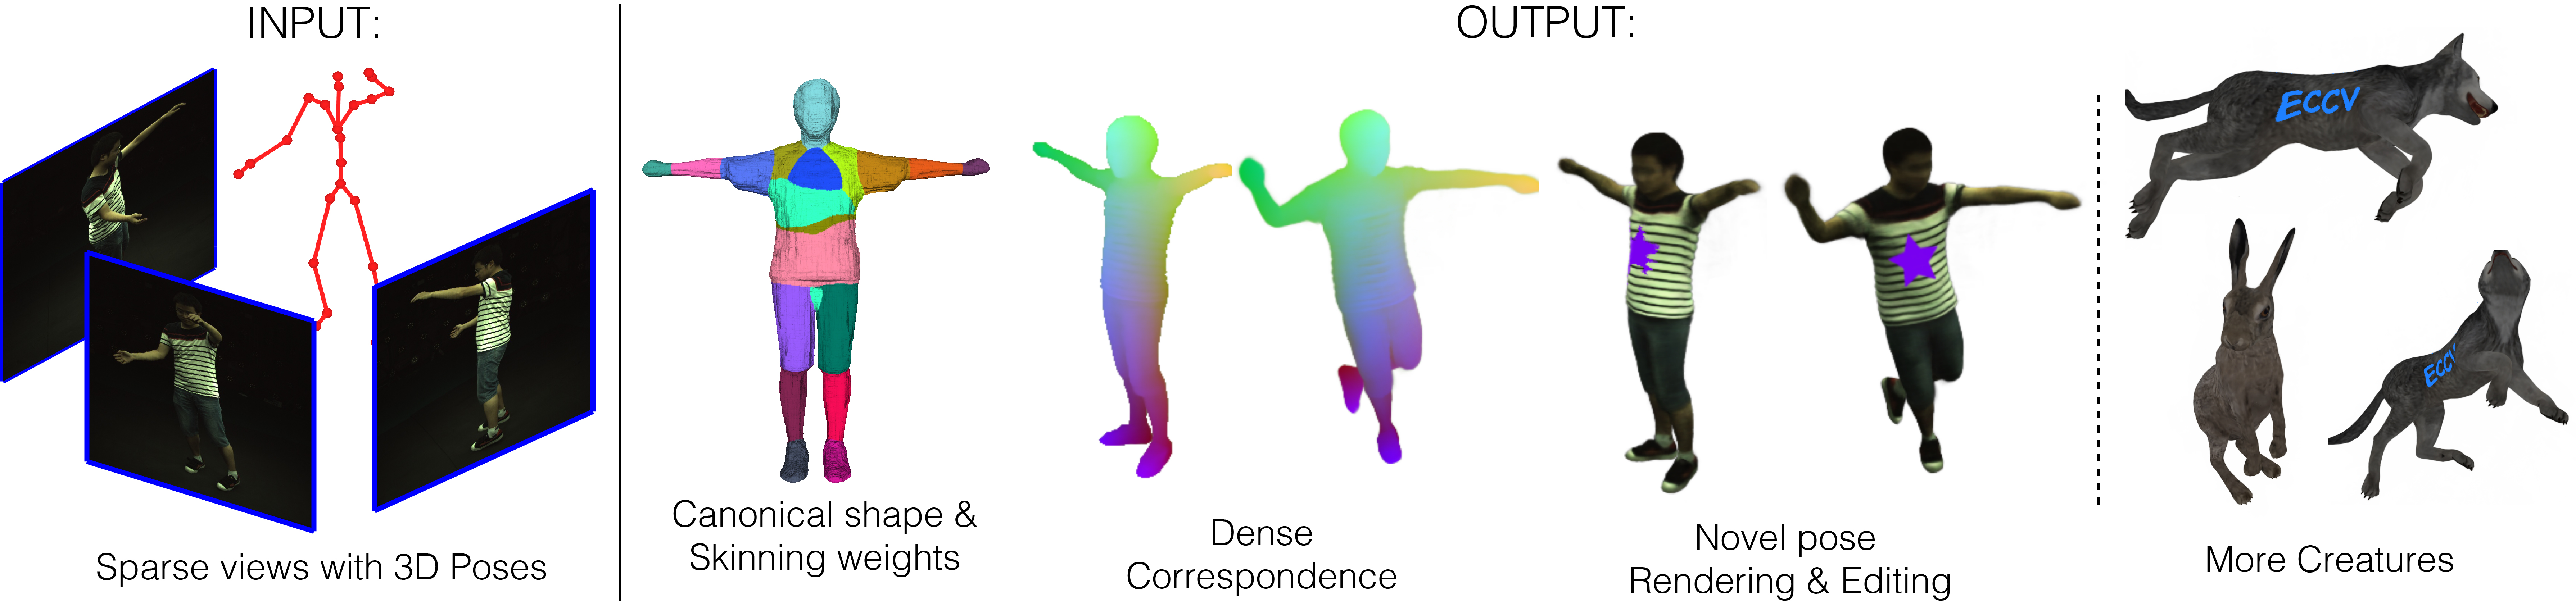 INPUT:
OUTPUT:
ECCV
ECCV
Sparse views with 3D Poses
Canonical shape &
Skinning weights
Dense
Correspondence
Novel pose
Rendering & Editing
More Creatures